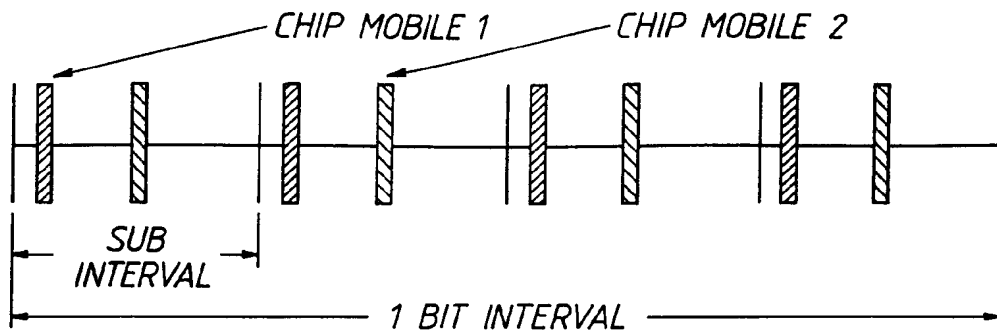 CHIP MOBILE 1
CHIP MOBILE 2
SUB
INTERVAL
1 BIT INTERVAL